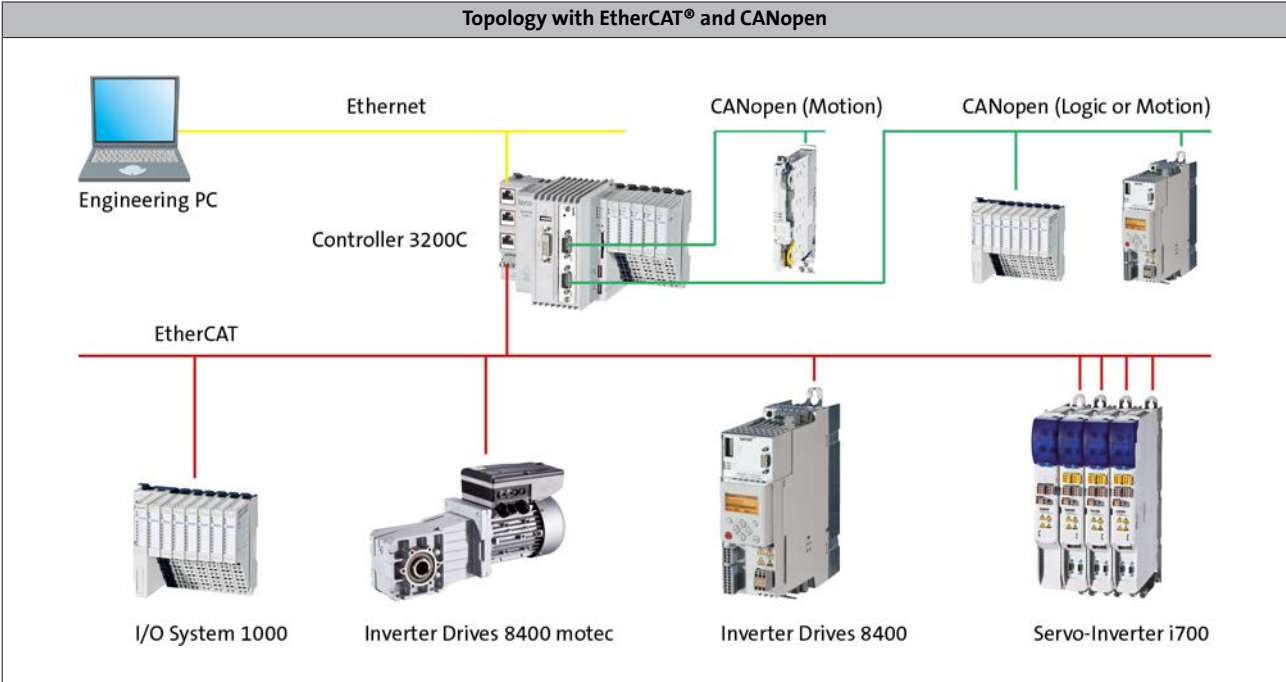 Topology with EtherCAT® and CANopen
Ethernet
CANopen (Motion)
CANopen (Logic or Motion)
Engineering PC
Controller 3200C
EtherCAT
I/O System 1000
Inverter Drives 8400 motec
Inverter Drives 8400
Servo-Inverter i700